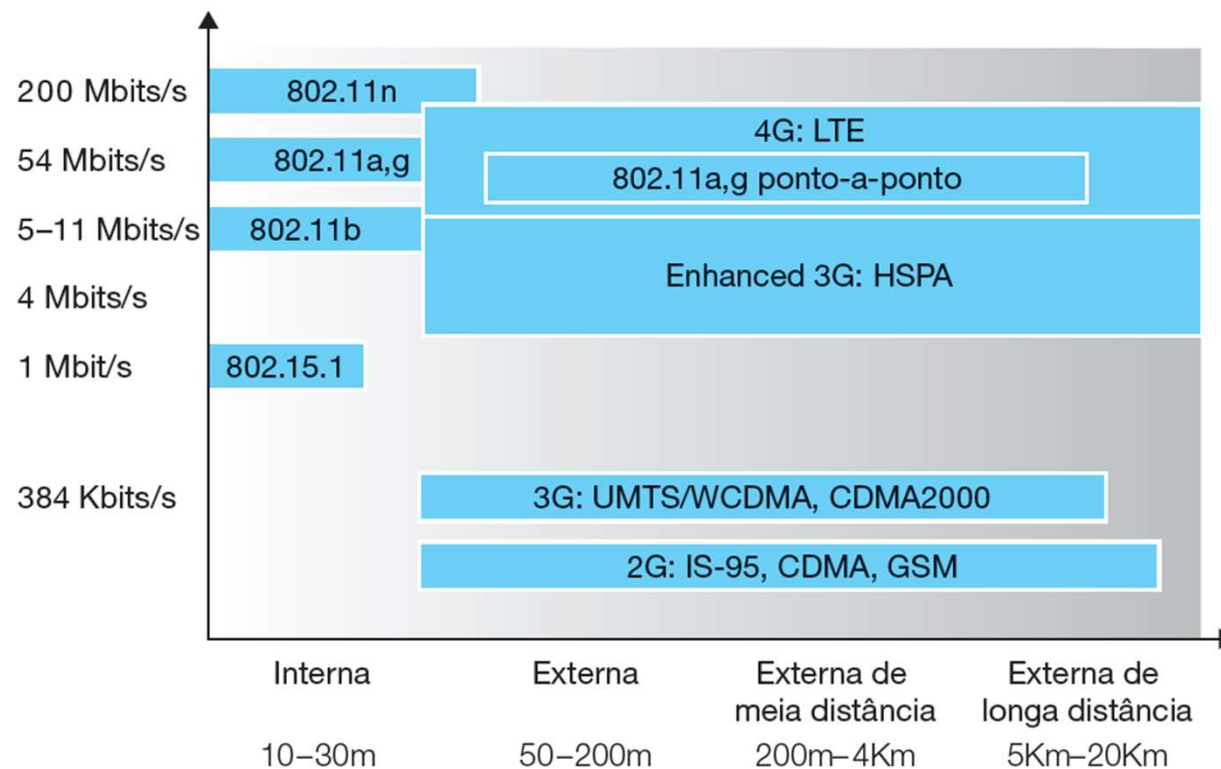 200 Mbits/s
802.11n
4G: LTE
54 Mbits/s
802.11a,g
802.11a,g ponto-a-ponto
5–11 Mbits/s
802.11b
Enhanced 3G: HSPA
4 Mbits/s
1 Mbit/s
802.15.1
384 Kbits/s
3G: UMTS/WCDMA, CDMA2000
2G: IS-95, CDMA, GSM
Interna
10–30m
Externa
50–200m
Externa de
meia distância
200m–4Km
Externa de
longa distância
5Km–20Km